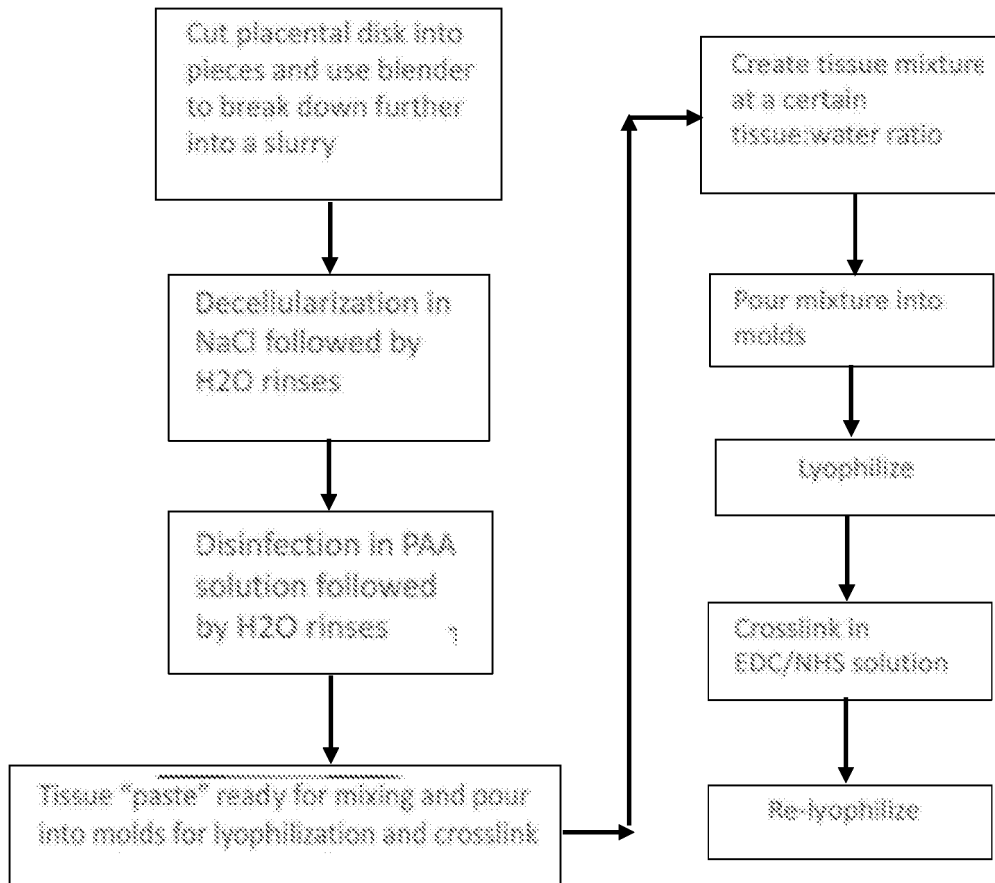 Cut placental disk into
pieces and use blender
to break down further
into a slurry
Decellularization in
NaCl followed by
H2O rinses
Disinfection in PAA
solution followed
by H2O rinses
Tissue “paste” ready for mixing and pour
into molds for lyophilization and crosslink
Create tissue mixture
at a certain
tissue:water ratio
Pour mixture into
molds
Lyophilize
Crosslink in
EDC/NHS solution
Re-lyophilize